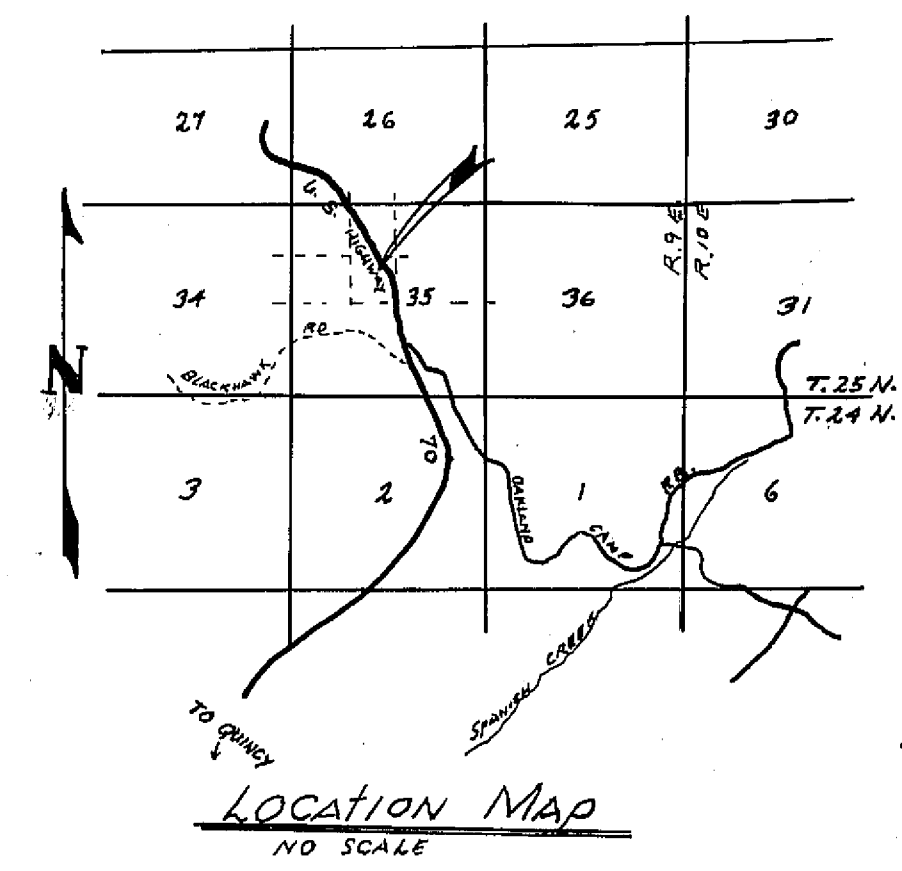 27 26 25 30
U.S. HIGHWAY
R.9 E.
R.10 E
34 35 36 31
BLACKHAWK RD
N
T.25 N.
T.24 N.
70
3 2 1 6
OAKLAND CAMP RD.
SPANISH CREEK
TO QUINCY
LOCATION MAP
NO SCALE